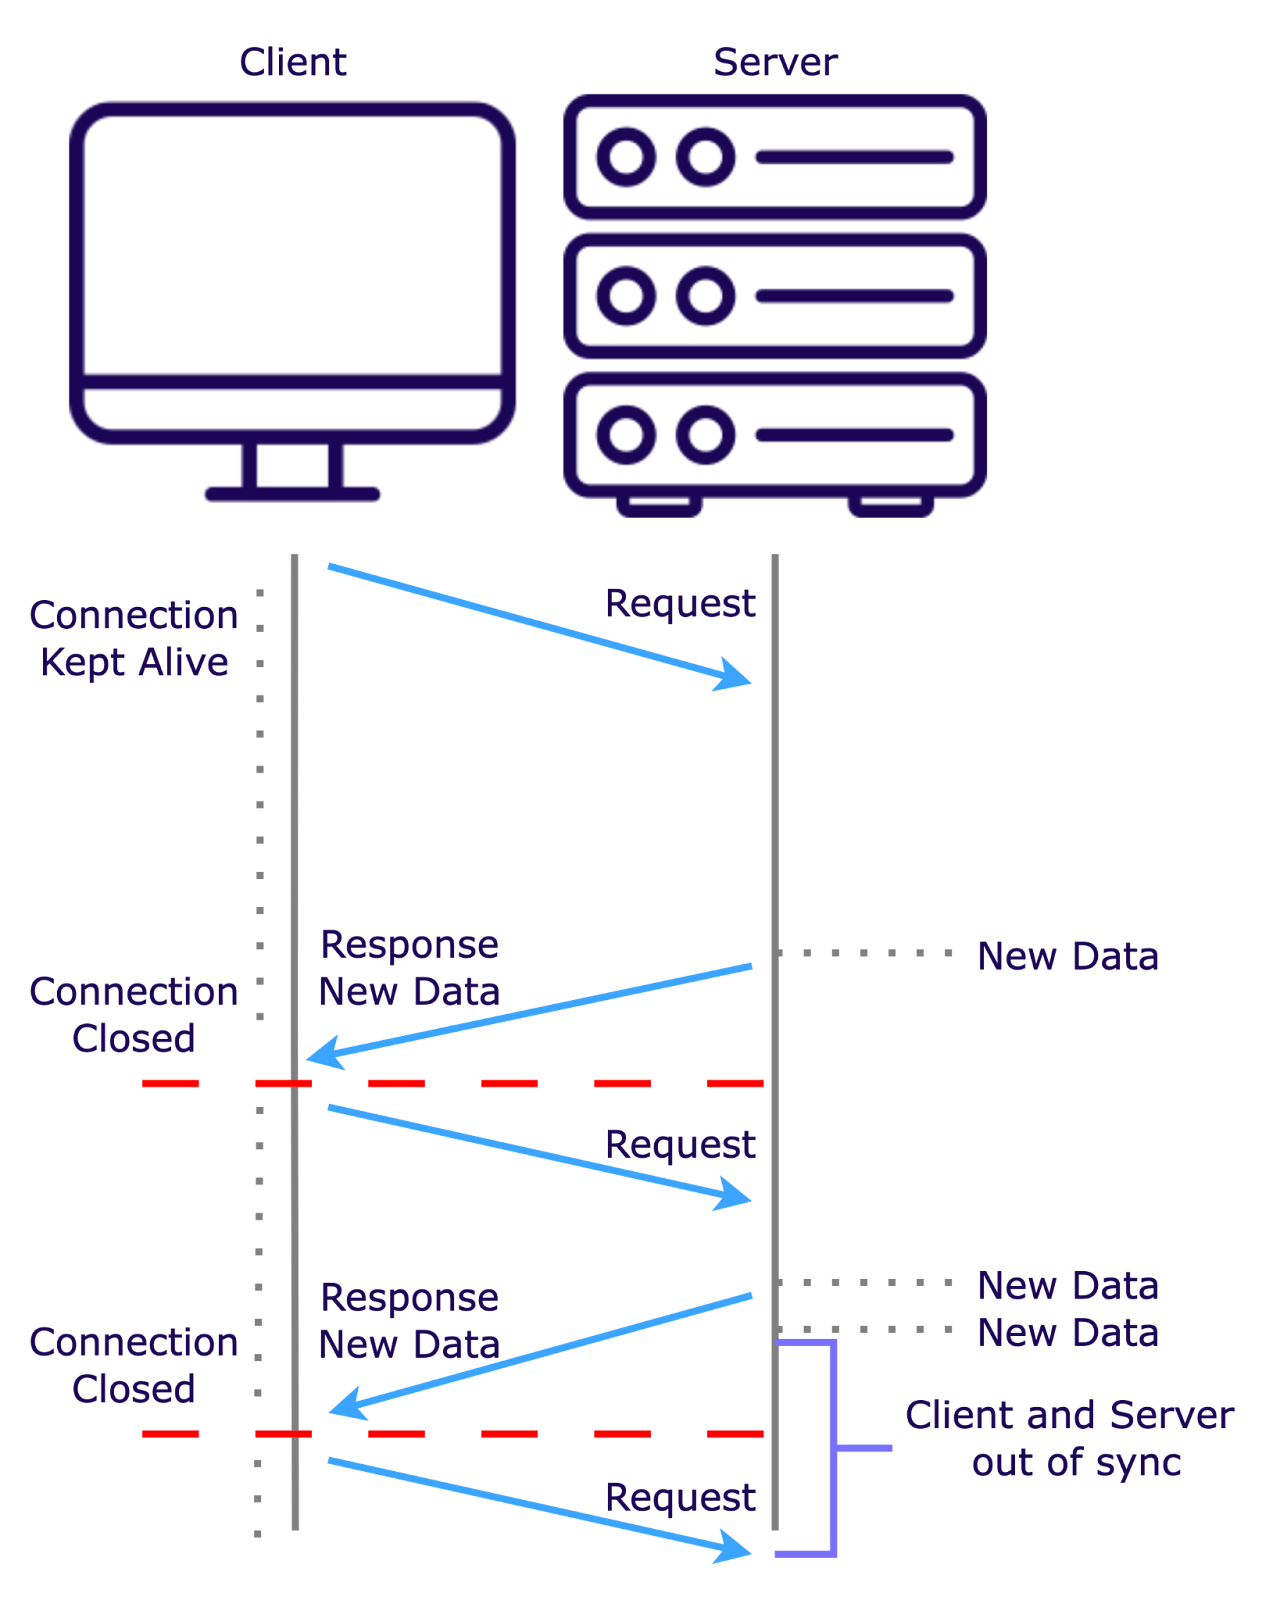 Client
Server
Request
Connection
Kept Alive
Response
New Data
New Data
Connection
Closed
Request
New Data
Response
New Data
New Data
Connection
Closed
Client and Server
out of sync
Request